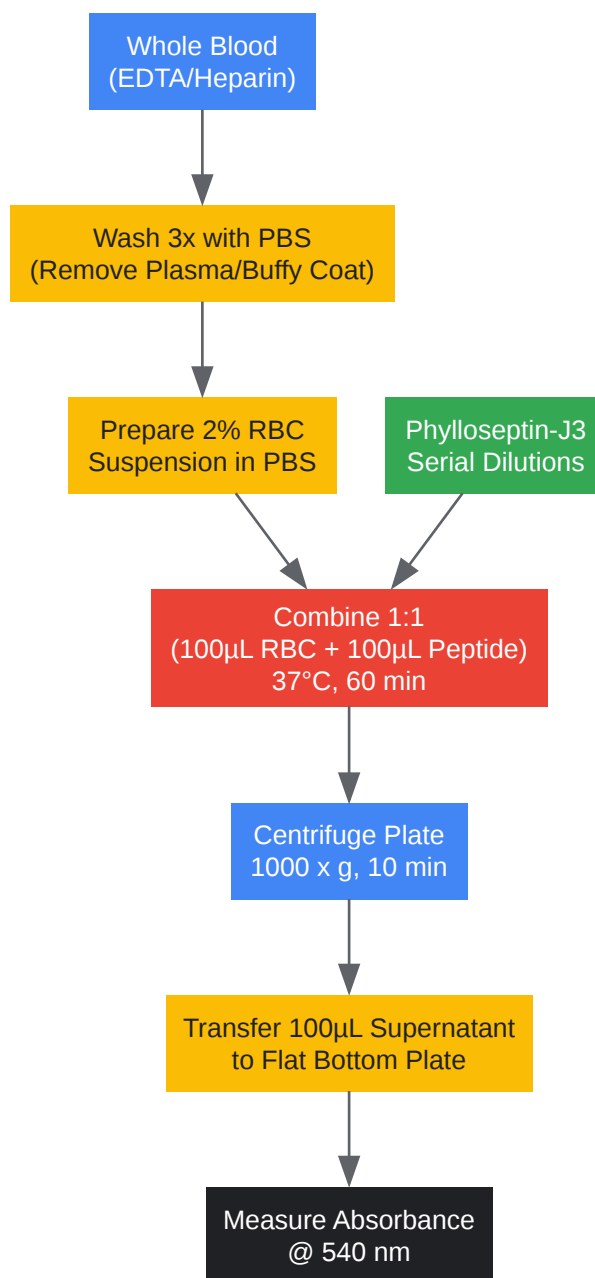 Whole Blood
(EDTA/Heparin)
Wash 3x with PBS
(Remove Plasma/Buffy Coat)
Prepare 2% RBC
Suspension in PBS
Phylloseptin-J3
Serial Dilutions
Combine 1:1
(100µL RBC + 100µL Peptide)
37°C, 60 min
Centrifuge Plate
1000 x g, 10 min
Transfer 100µL Supernatant
to Flat Bottom Plate
Measure Absorbance
@ 540 nm